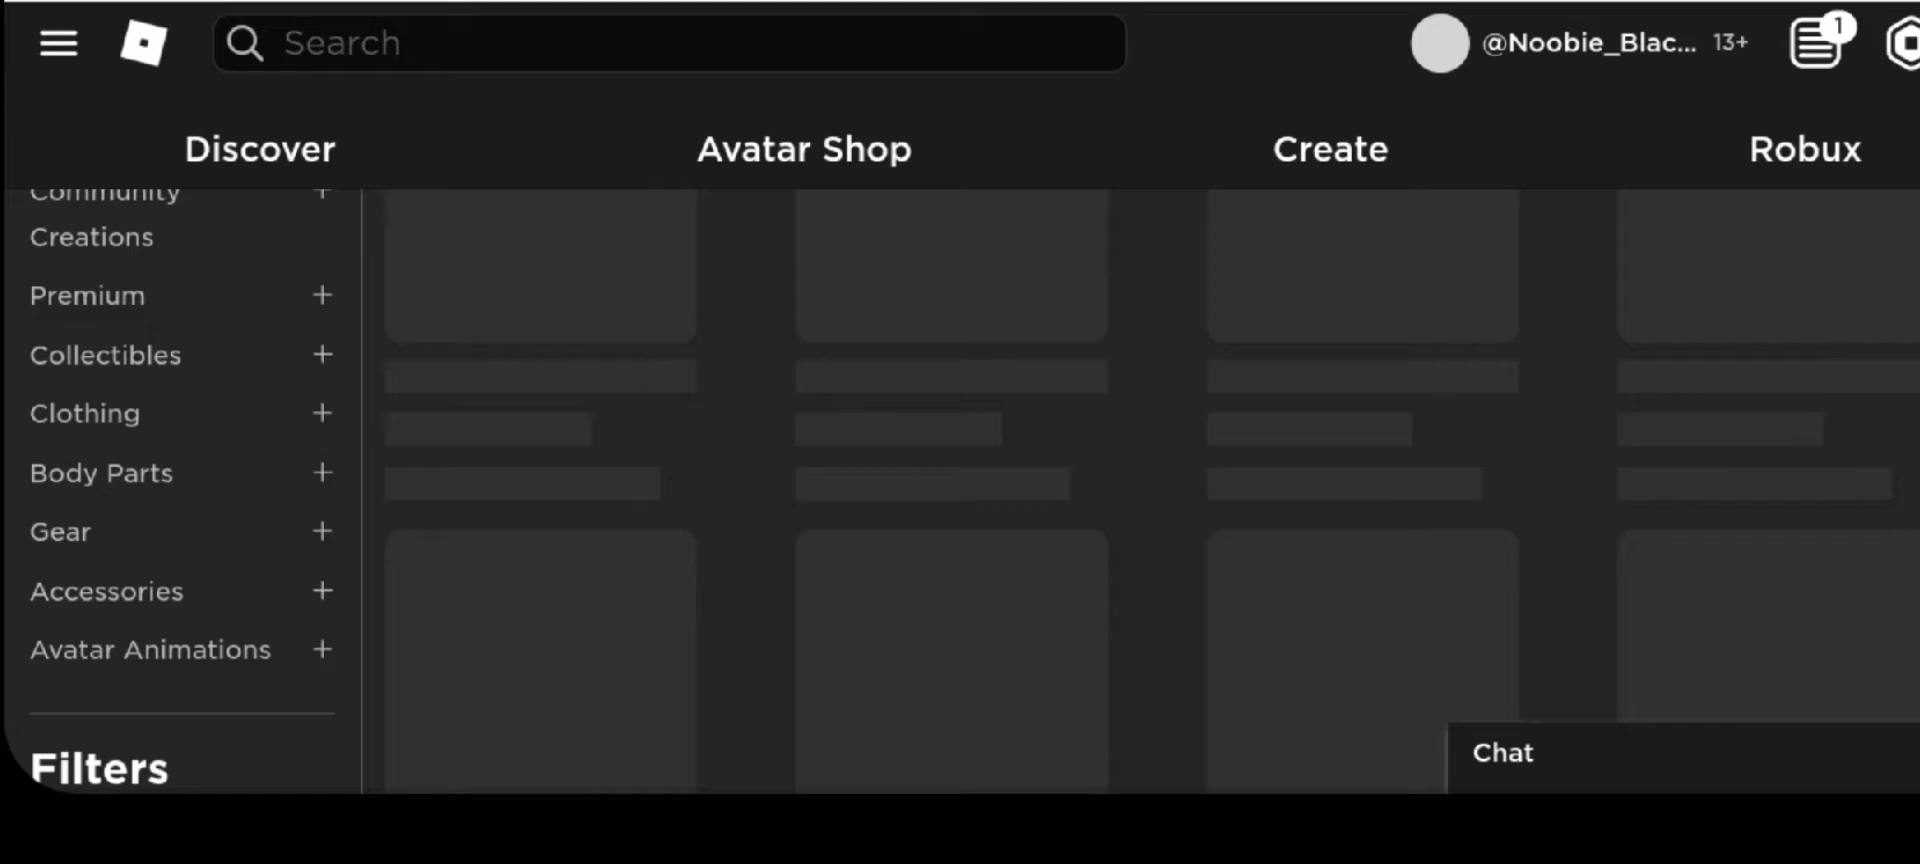 Search
@Noobie_Blac... 13+
1
Discover
Avatar Shop
Create
Robux
Community +
Creations
Premium +
Collectibles +
Clothing +
Body Parts +
Gear +
Accessories +
Avatar Animations +
Filters
Chat